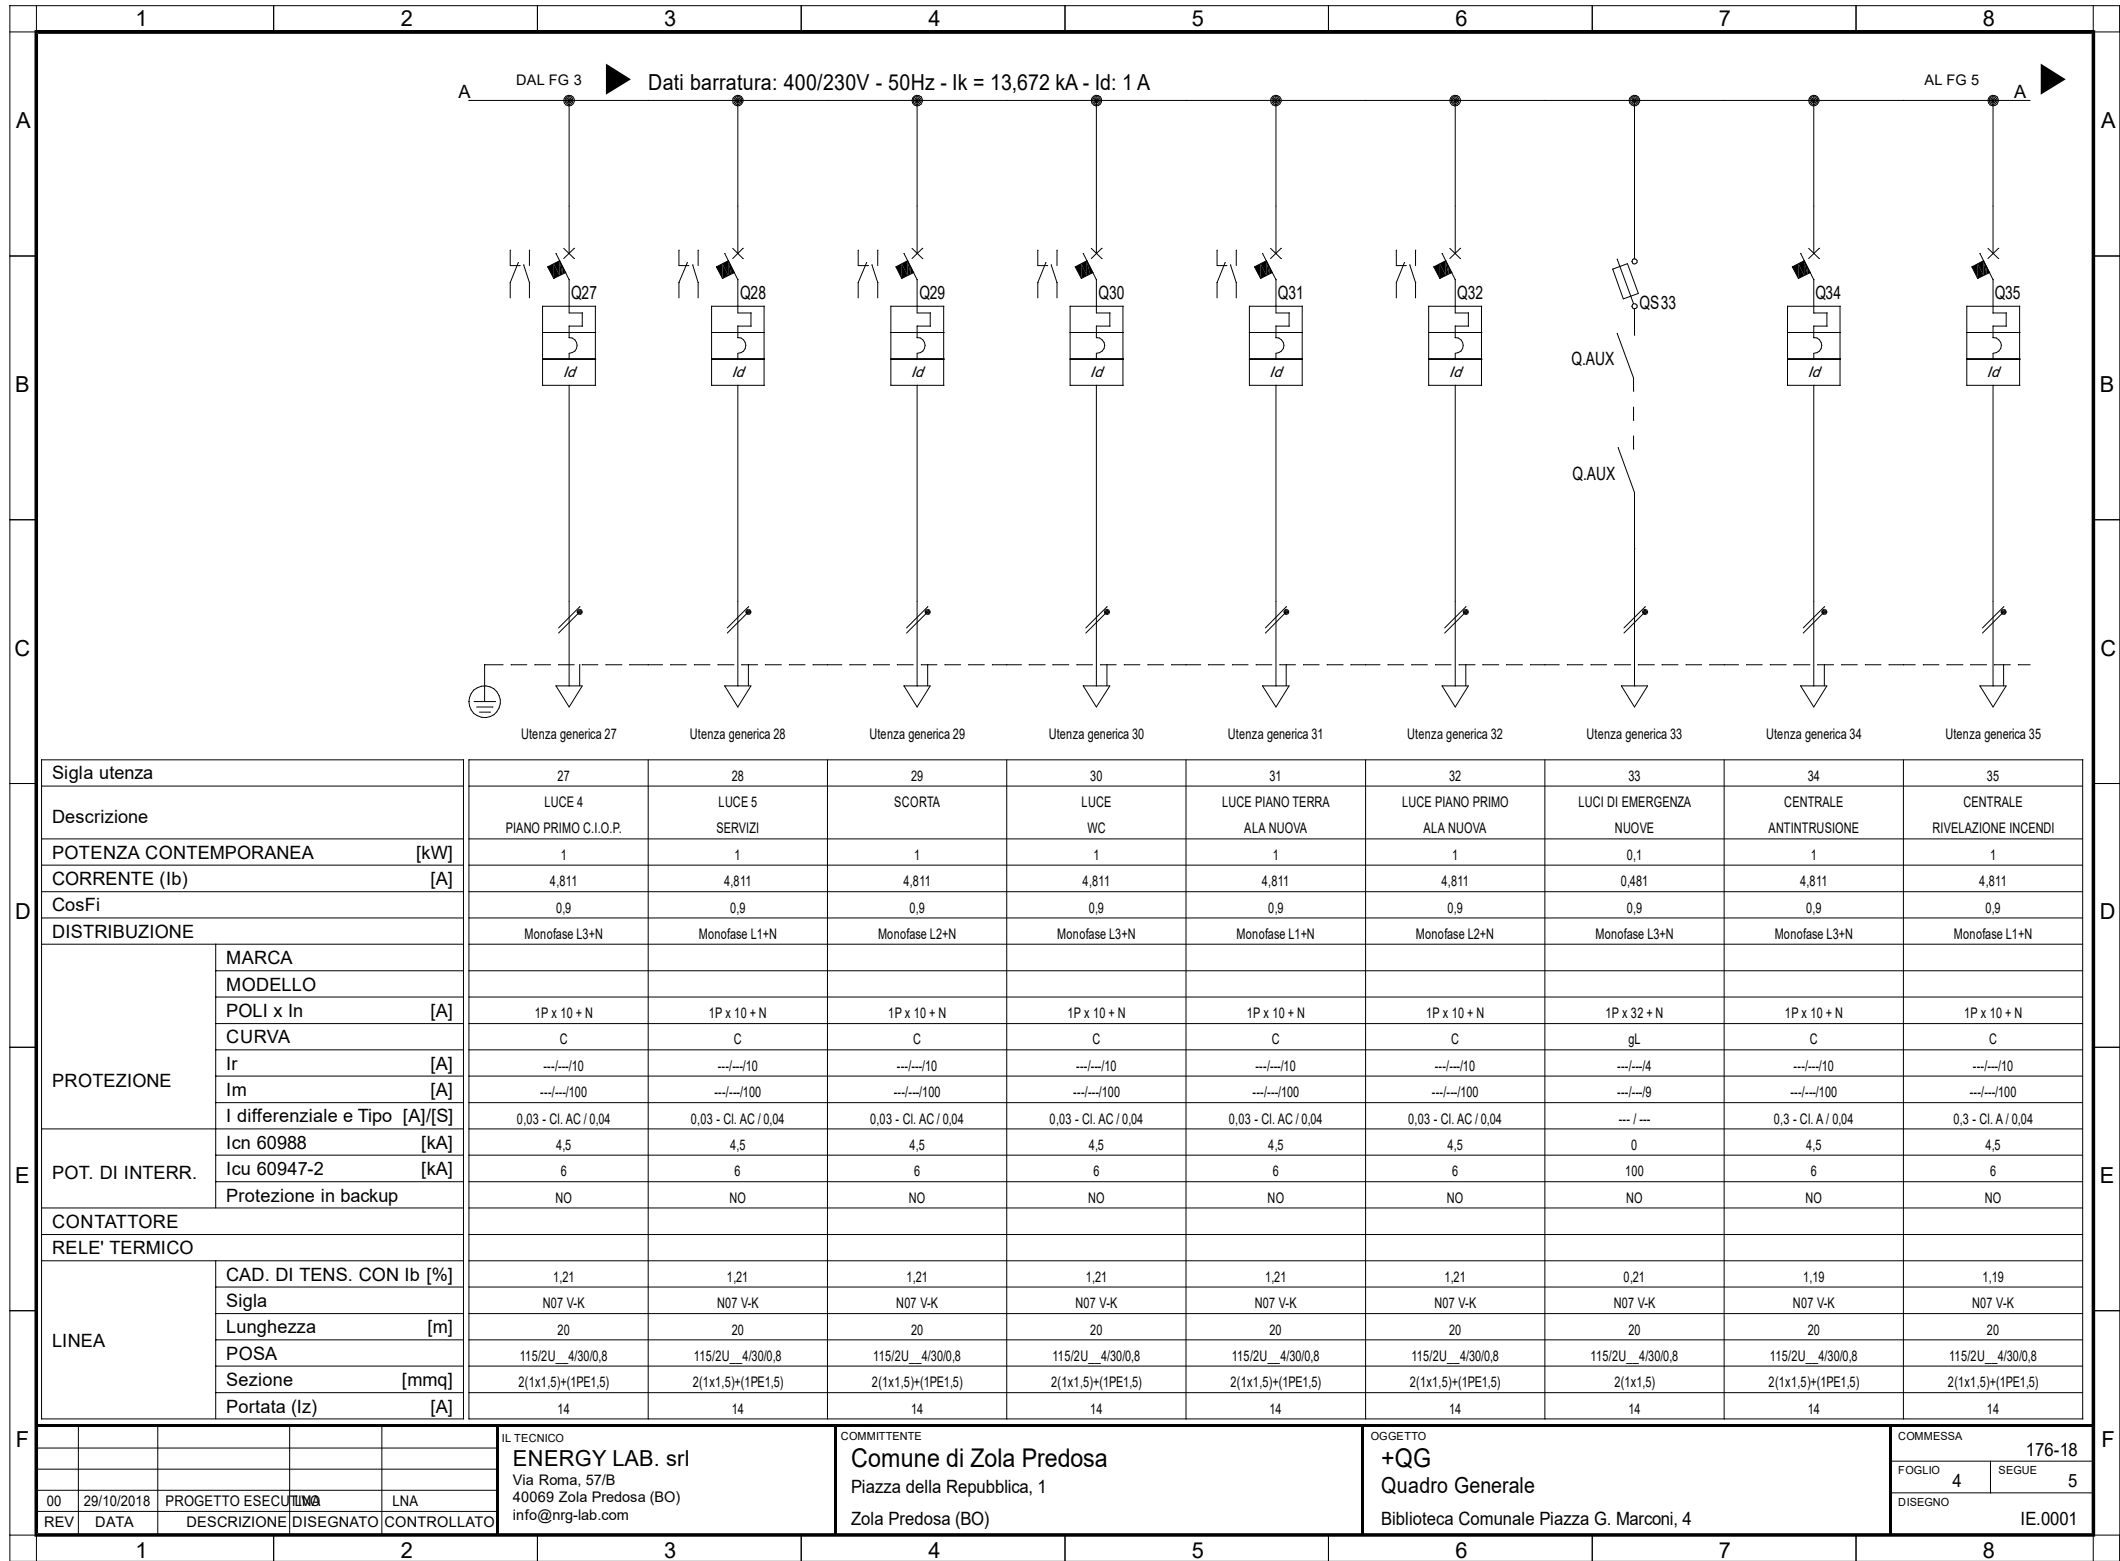 1 2 3 4 5 6 7 8
A DAL FG 3 Dati barratura: 400/230V - 50Hz - Ik = 13,672 kA - Id: 1 A AL FG 5 A
A A
Q27 Q28 Q29 Q30 Q31 Q32 QS33 Q34 Q35
Id Id Id Id Id Id Q.AUX Id Id
B B
Q.AUX
C C
Utenza generica 27 Utenza generica 28 Utenza generica 29 Utenza generica 30 Utenza generica 31 Utenza generica 32 Utenza generica 33 Utenza generica 34 Utenza generica 35
Sigla utenza 27 28 29 30 31 32 33 34 35
Descrizione LUCE 4 LUCE 5 SCORTA LUCE LUCE PIANO TERRA LUCE PIANO PRIMO LUCI DI EMERGENZA CENTRALE CENTRALE
PIANO PRIMO C.I.O.P. SERVIZI WC ALA NUOVA ALA NUOVA NUOVE ANTINTRUSIONE RIVELAZIONE INCENDI
POTENZA CONTEMPORANEA [kW] 1 1 1 1 1 1 0,1 1 1
CORRENTE (Ib) [A] 4,811 4,811 4,811 4,811 4,811 4,811 0,481 4,811 4,811
D D
CosFi 0,9 0,9 0,9 0,9 0,9 0,9 0,9 0,9 0,9
DISTRIBUZIONE Monofase L3+N Monofase L1+N Monofase L2+N Monofase L3+N Monofase L1+N Monofase L2+N Monofase L3+N Monofase L3+N Monofase L1+N
PROTEZIONE
MARCA
MODELLO
POLI x In [A] 1P x 10 + N 1P x 10 + N 1P x 10 + N 1P x 10 + N 1P x 10 + N 1P x 10 + N 1P x 32 + N 1P x 10 + N 1P x 10 + N
CURVA C C C C C C gL C C
Ir [A] ---/---/10 ---/---/10 ---/---/10 ---/---/10 ---/---/10 ---/---/10 ---/---/4 ---/---/10 ---/---/10
Im [A] ---/---/100 ---/---/100 ---/---/100 ---/---/100 ---/---/100 ---/---/100 ---/---/9 ---/---/100 ---/---/100
I differenziale e Tipo [A]/[S] 0,03 - Cl. AC / 0,04 0,03 - Cl. AC / 0,04 0,03 - Cl. AC / 0,04 0,03 - Cl. AC / 0,04 0,03 - Cl. AC / 0,04 0,03 - Cl. AC / 0,04 --- / --- 0,3 - Cl. A / 0,04 0,3 - Cl. A / 0,04
E E
POT. DI INTERR.
Icn 60988 [kA] 4,5 4,5 4,5 4,5 4,5 4,5 0 4,5 4,5
Icu 60947-2 [kA] 6 6 6 6 6 6 100 6 6
Protezione in backup NO NO NO NO NO NO NO NO NO
CONTATTORE
RELE' TERMICO
LINEA
CAD. DI TENS. CON Ib [%] 1,21 1,21 1,21 1,21 1,21 1,21 0,21 1,19 1,19
Sigla N07 V-K N07 V-K N07 V-K N07 V-K N07 V-K N07 V-K N07 V-K N07 V-K N07 V-K
Lunghezza [m] 20 20 20 20 20 20 20 20 20
POSA 115/2U__4/30/0,8 115/2U__4/30/0,8 115/2U__4/30/0,8 115/2U__4/30/0,8 115/2U__4/30/0,8 115/2U__4/30/0,8 115/2U__4/30/0,8 115/2U__4/30/0,8 115/2U__4/30/0,8
Sezione [mmq] 2(1x1,5)+(1PE1,5) 2(1x1,5)+(1PE1,5) 2(1x1,5)+(1PE1,5) 2(1x1,5)+(1PE1,5) 2(1x1,5)+(1PE1,5) 2(1x1,5)+(1PE1,5) 2(1x1,5) 2(1x1,5)+(1PE1,5) 2(1x1,5)+(1PE1,5)
Portata (Iz) [A] 14 14 14 14 14 14 14 14 14
F F
00 29/10/2018 PROGETTO ESECUTIVO LNA LNA
REV DATA DESCRIZIONE DISEGNATO CONTROLLATO
IL TECNICO
ENERGY LAB. srl
Via Roma, 57/B
40069 Zola Predosa (BO)
info@nrg-lab.com
COMMITTENTE
Comune di Zola Predosa
Piazza della Repubblica, 1
Zola Predosa (BO)
OGGETTO
+QG
Quadro Generale
Biblioteca Comunale Piazza G. Marconi, 4
COMMESSA
176-18
FOGLIO 4 SEGUE 5
DISEGNO
IE.0001
1 2 3 4 5 6 7 8